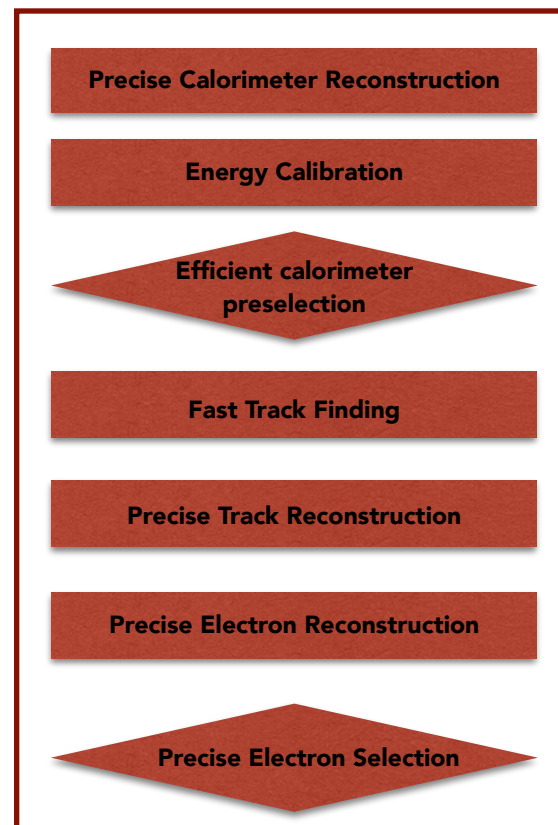 Precise Calorimeter Reconstruction
Energy Calibration
Efficient calorimeter
preselection
Fast Track Finding
Precise Track Reconstruction
Precise Electron Reconstruction
Precise Electron Selection